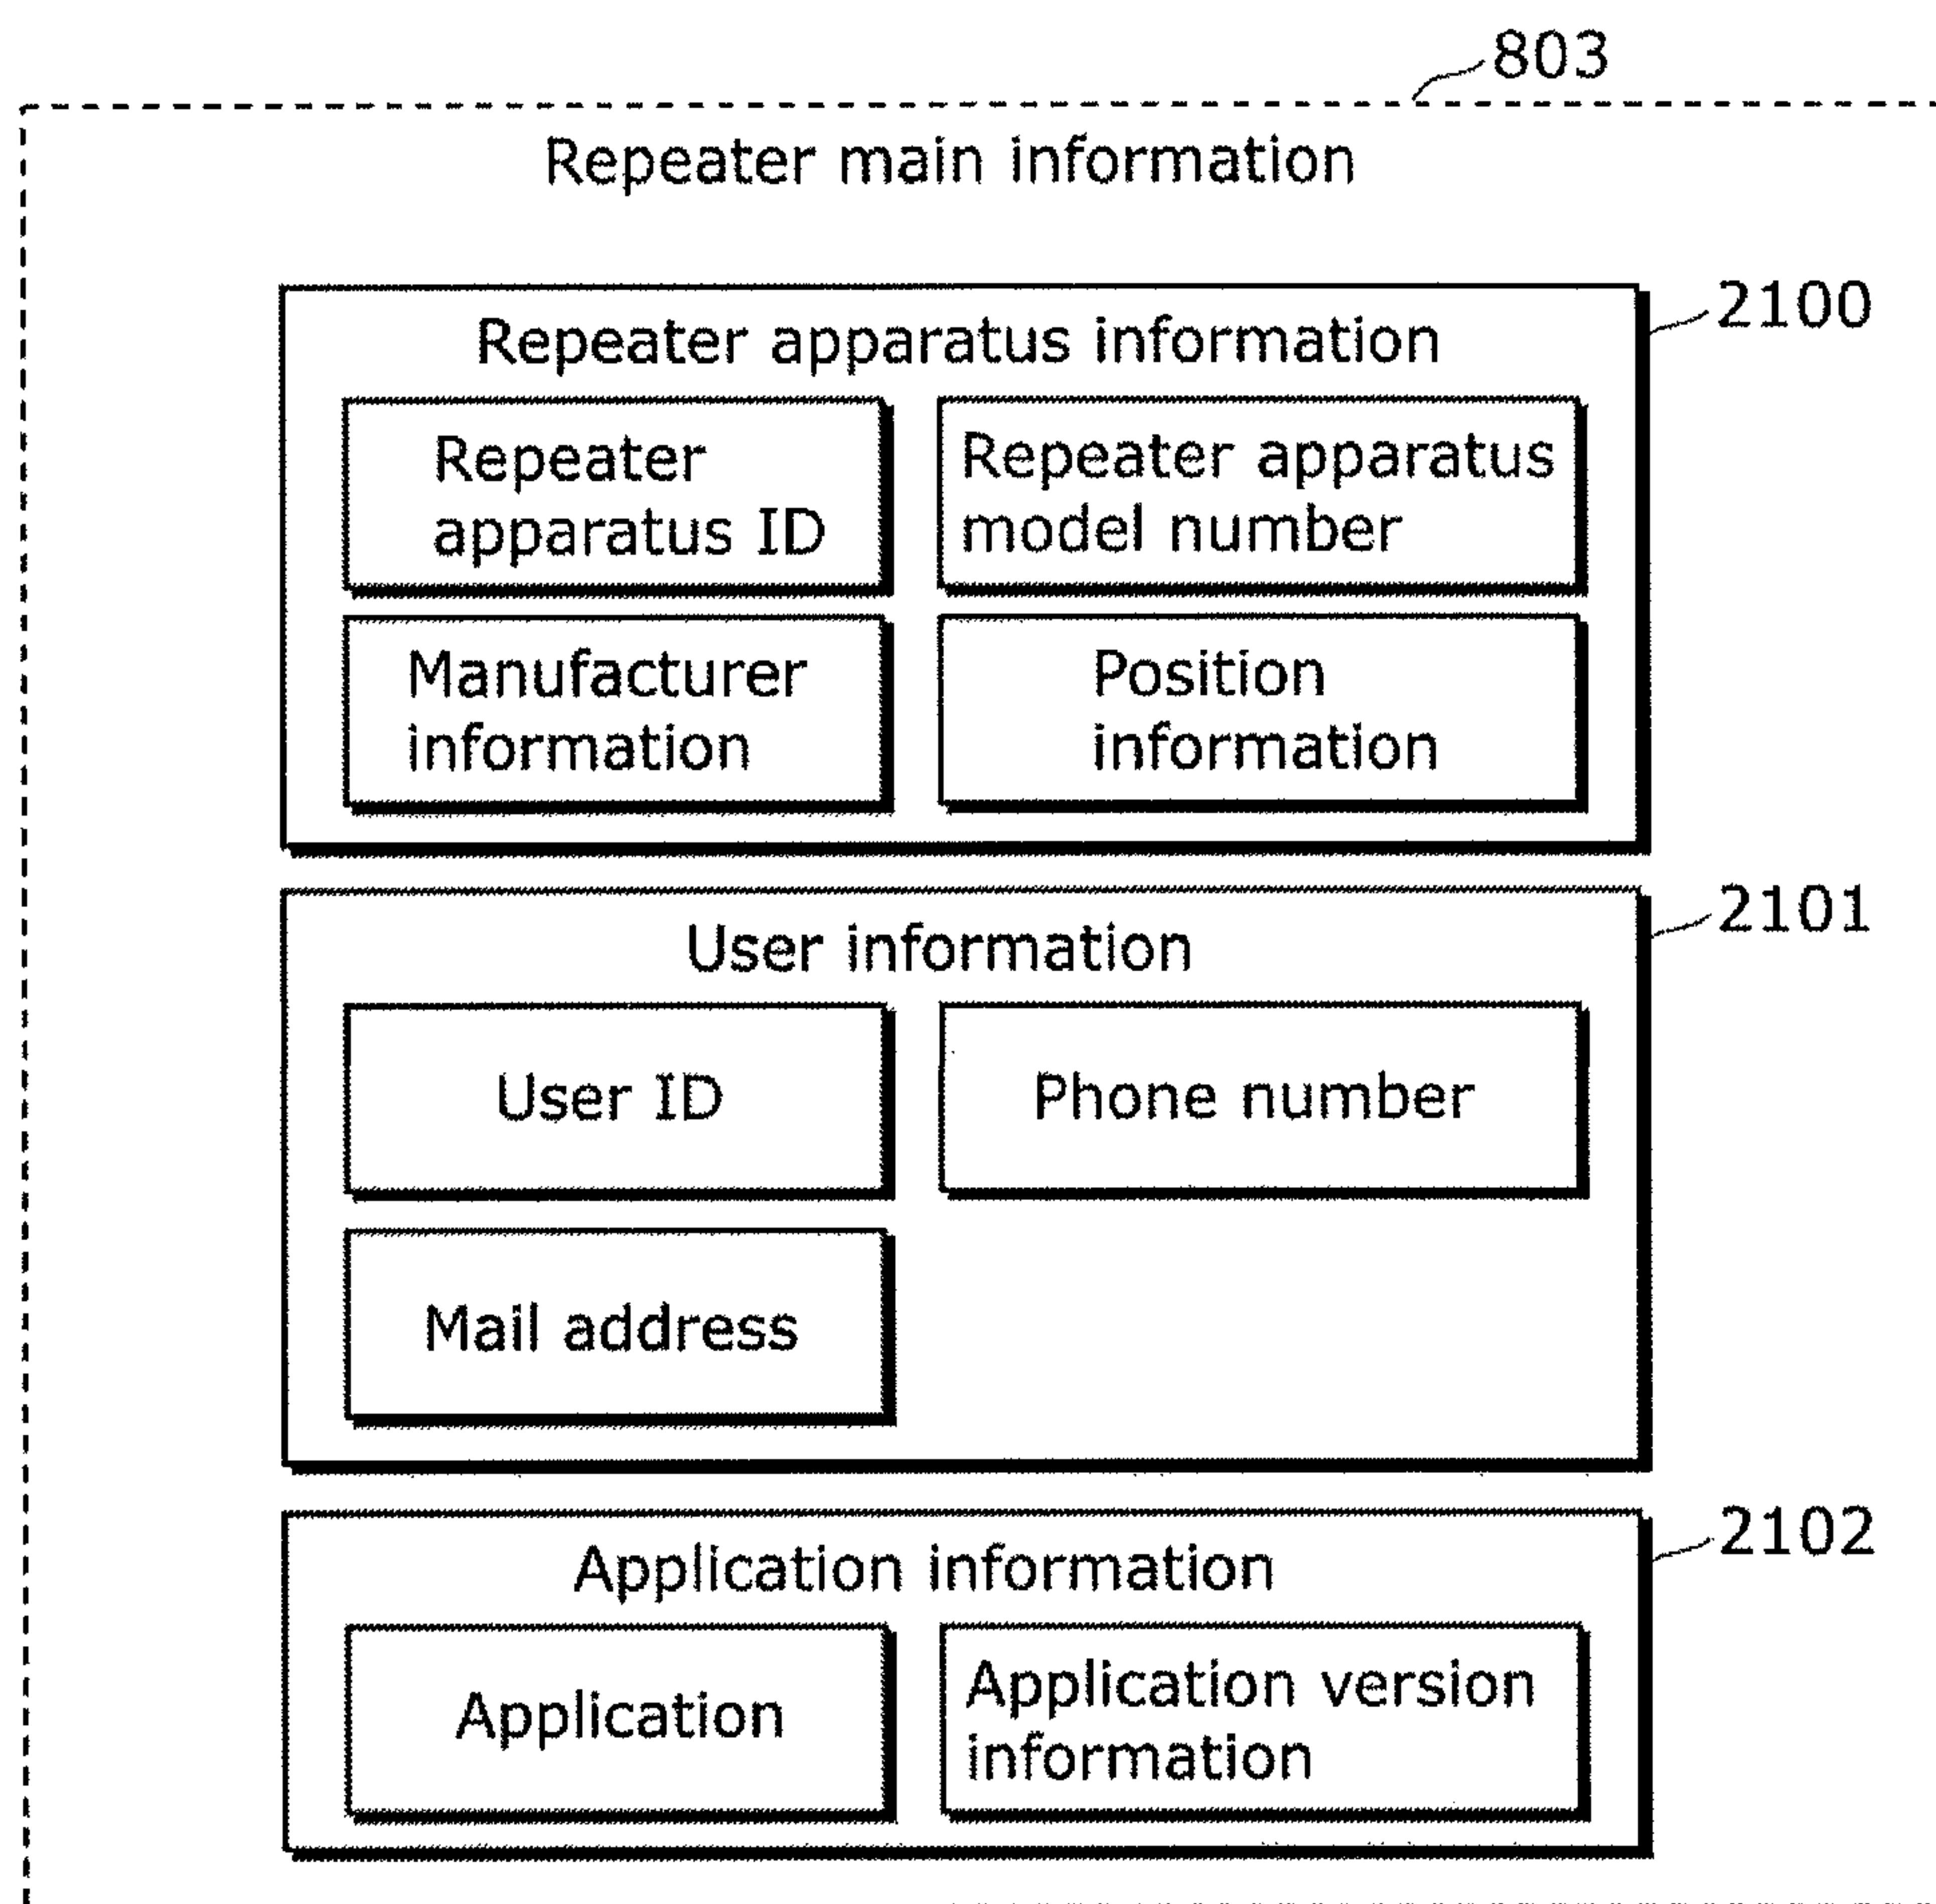 803
Repeater main information
2100
Repeater apparatus information
Repeater
apparatus ID
Repeater apparatus
model number
Manufacturer
information
Position
information
2101
User information
User ID
Phone number
Mail address
2102
Application information
Application
Application version
information